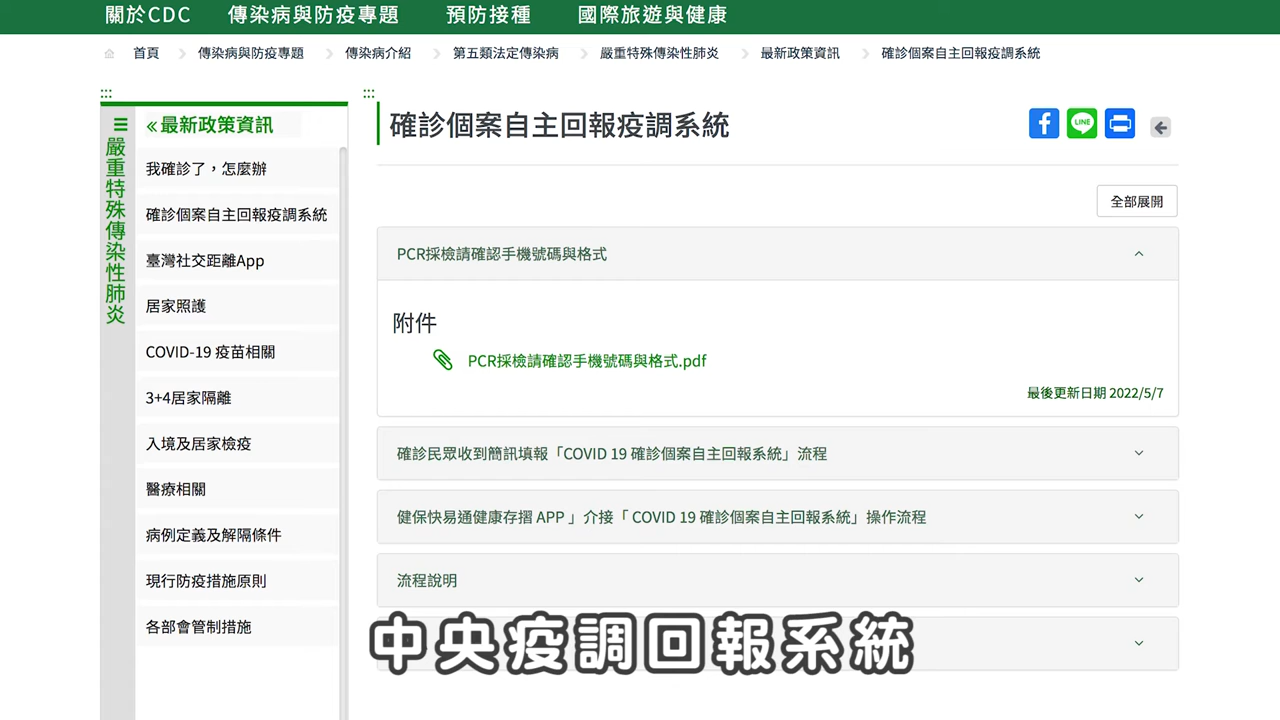 關於CDC 傳染病與防疫專題 預防接種 國際旅遊與健康
首頁 傳染病與防疫專題 傳染病介紹 第五類法定傳染病 嚴重特殊傳染性肺炎 最新政策資訊 確診個案自主回報疫調系統
嚴重特殊傳染性肺炎
«最新政策資訊
我確診了，怎麼辦
確診個案自主回報疫調系統
臺灣社交距離App
居家照護
COVID-19 疫苗相關
3+4居家隔離
入境及居家檢疫
醫療相關
病例定義及解隔條件
現行防疫措施原則
各部會管制措施
確診個案自主回報疫調系統
LINE
全部展開
PCR採檢請確認手機號碼與格式
附件
PCR採檢請確認手機號碼與格式.pdf
最後更新日期 2022/5/7
確診民眾收到簡訊填報「COVID 19 確診個案自主回報系統」流程
健保快易通健康存摺 APP 」介接「 COVID 19 確診個案自主回報系統」操作流程
流程說明
中央疫調回報系統